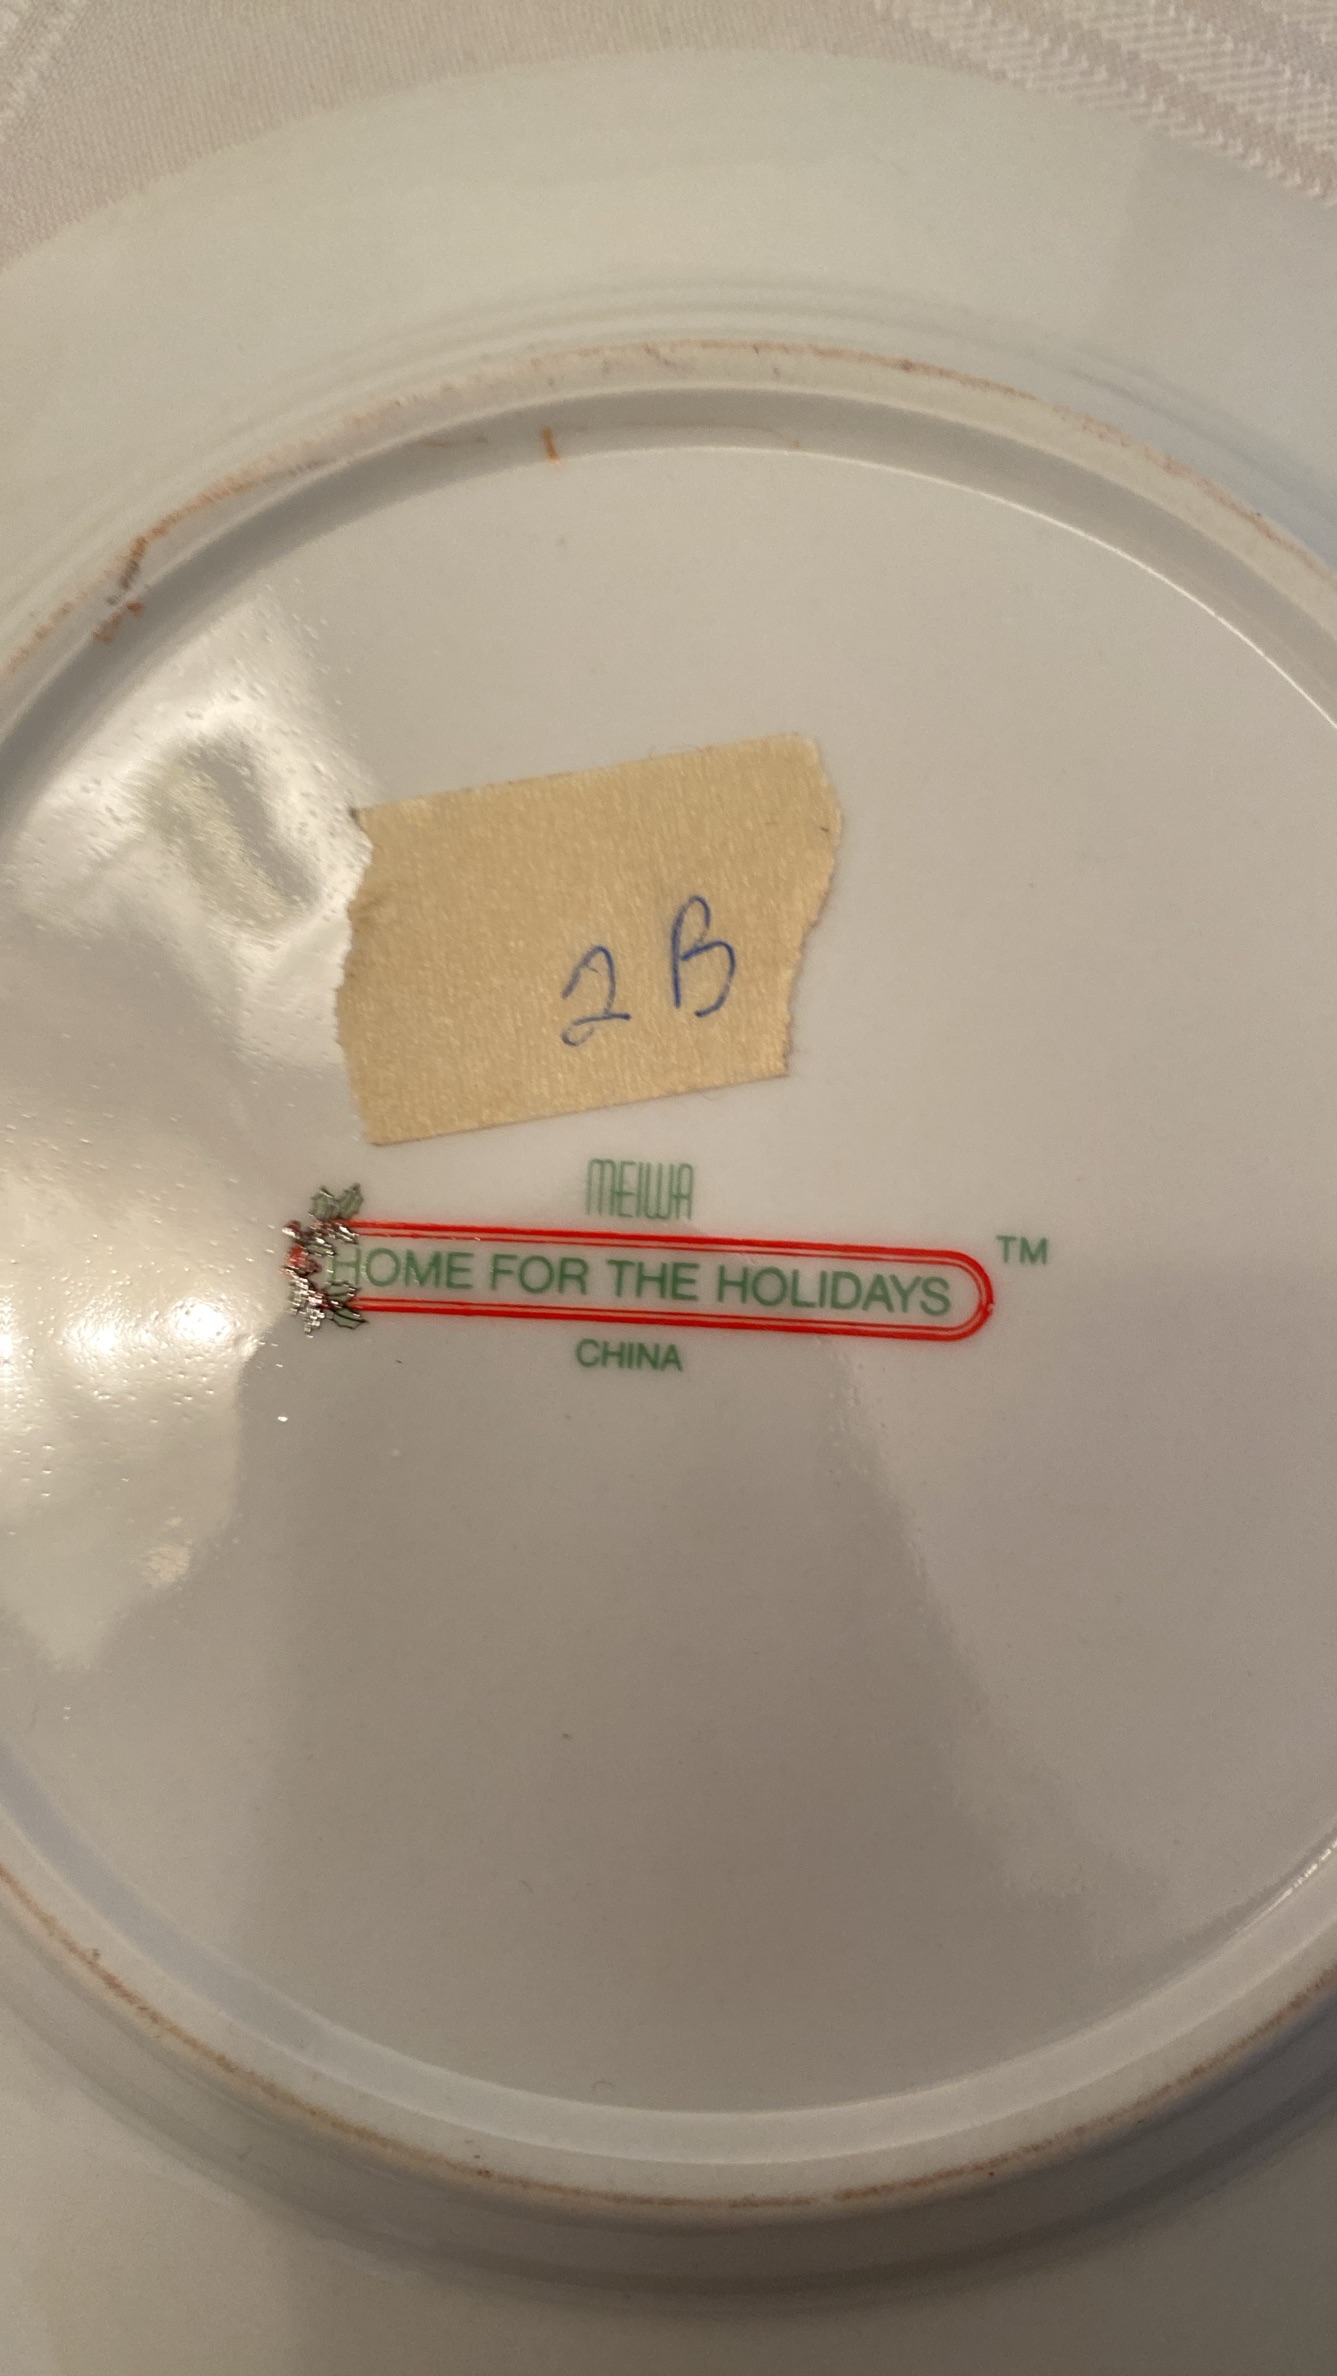 2B
MEIWA
HOME FOR THE HOLIDAYS TM
CHINA